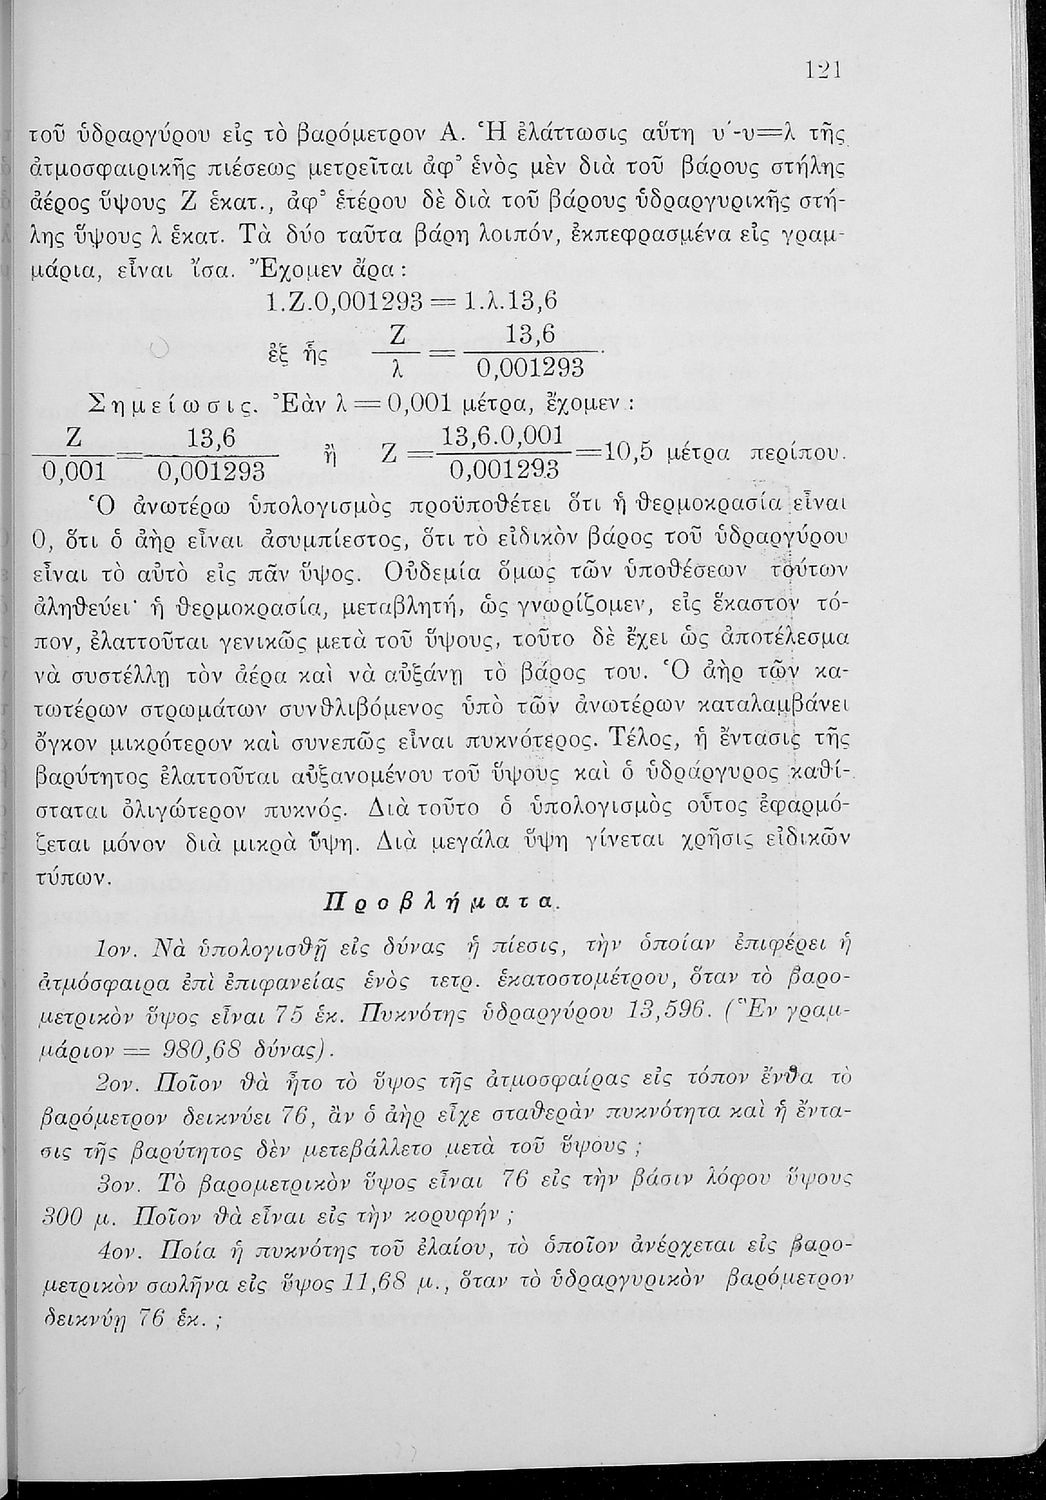 121
τοῦ ὑδραργύρου εἰς τὸ βαρόμετρον Α. Ἡ ἐλάττωσις αὕτη υ΄-υ=λ τῆς
ἀτμοσφαιρικῆς πιέσεως μετρεῖται ἀφ’ ἑνὸς μὲν διὰ τοῦ βάρους στήλης
ἀέρος ὕψους Ζ ἑκατ., ἀφ’ ἑτέρου δὲ διὰ τοῦ βάρους ὑδραργυρικῆς στή-
λης ὕψους λ ἑκατ. Τὰ δύο ταῦτα βάρη λοιπόν, ἐκπεφρασμένα εἰς γραμ-
μάρια, εἶναι ἴσα. Ἔχομεν ἄρα :
1.Ζ.0,001293 = 1.λ.13,6
ἐξ ἧς Ζ/λ = 13,6/0,001293.
Σημείωσις. Ἐὰν λ = 0,001 μέτρα, ἔχομεν :
Ζ/0,001 = 13,6/0,001293 ἢ Ζ = 13,6.0,001/0,001293 = 10,5 μέτρα περίπου.
Ὁ ἀνωτέρω ὑπολογισμὸς προϋποθέτει ὅτι ἡ θερμοκρασία εἶναι
0, ὅτι ὁ ἀὴρ εἶναι ἀσυμπίεστος, ὅτι τὸ εἰδικὸν βάρος τοῦ ὑδραργύρου
εἶναι τὸ αὐτὸ εἰς πᾶν ὕψος. Οὐδεμία ὅμως τῶν ὑποθέσεων τούτων
ἀληθεύει· ἡ θερμοκρασία, μεταβλητή, ὡς γνωρίζομεν, εἰς ἕκαστον τό-
πον, ἐλαττοῦται γενικῶς μετὰ τοῦ ὕψους, τοῦτο δὲ ἔχει ὡς ἀποτέλεσμα
νὰ συστέλλῃ τὸν ἀέρα καὶ νὰ αὐξάνῃ τὸ βάρος του. Ὁ ἀὴρ τῶν κα-
τωτέρων στρωμάτων συνθλιβόμενος ὑπὸ τῶν ἀνωτέρων καταλαμβάνει
ὄγκον μικρότερον καὶ συνεπῶς εἶναι πυκνότερος. Τέλος, ἡ ἔντασις τῆς
βαρύτητος ἐλαττοῦται αὐξανομένου τοῦ ὕψους καὶ ὁ ὑδράργυρος καθί-
σταται ὀλιγώτερον πυκνός. Διὰ τοῦτο ὁ ὑπολογισμὸς οὗτος ἐφαρμό-
ζεται μόνον διὰ μικρὰ ὕψη. Διὰ μεγάλα ὕψη γίνεται χρῆσις εἰδικῶν
τύπων.
Προβλήματα.
1ον. Νὰ ὑπολογισθῇ εἰς δύνας ἡ πίεσις, τὴν ὁποίαν ἐπιφέρει ἡ
ἀτμόσφαιρα ἐπὶ ἐπιφανείας ἑνὸς τετρ. ἑκατοστομέτρου, ὅταν τὸ βαρο-
μετρικὸν ὕψος εἶναι 75 ἑκ. Πυκνότης ὑδραργύρου 13,596. (Ἓν γραμ-
μάριον = 980,68 δύνας).
2ον. Ποῖον θὰ ἦτο τὸ ὕψος τῆς ἀτμοσφαίρας εἰς τόπον ἔνθα τὸ
βαρόμετρον δεικνύει 76, ἂν ὁ ἀὴρ εἶχε σταθερὰν πυκνότητα καὶ ἡ ἔντα-
σις τῆς βαρύτητος δὲν μετεβάλλετο μετὰ τοῦ ὕψους ;
3ον. Τὸ βαρομετρικὸν ὕψος εἶναι 76 εἰς τὴν βάσιν λόφου ὕψους
300 μ. Ποῖον θὰ εἶναι εἰς τὴν κορυφήν ;
4ον. Ποία ἡ πυκνότης τοῦ ἐλαίου, τὸ ὁποῖον ἀνέρχεται εἰς βαρο-
μετρικὸν σωλῆνα εἰς ὕψος 11,68 μ., ὅταν τὸ ὑδραργυρικὸν βαρόμετρον
δεικνύῃ 76 ἑκ. ;